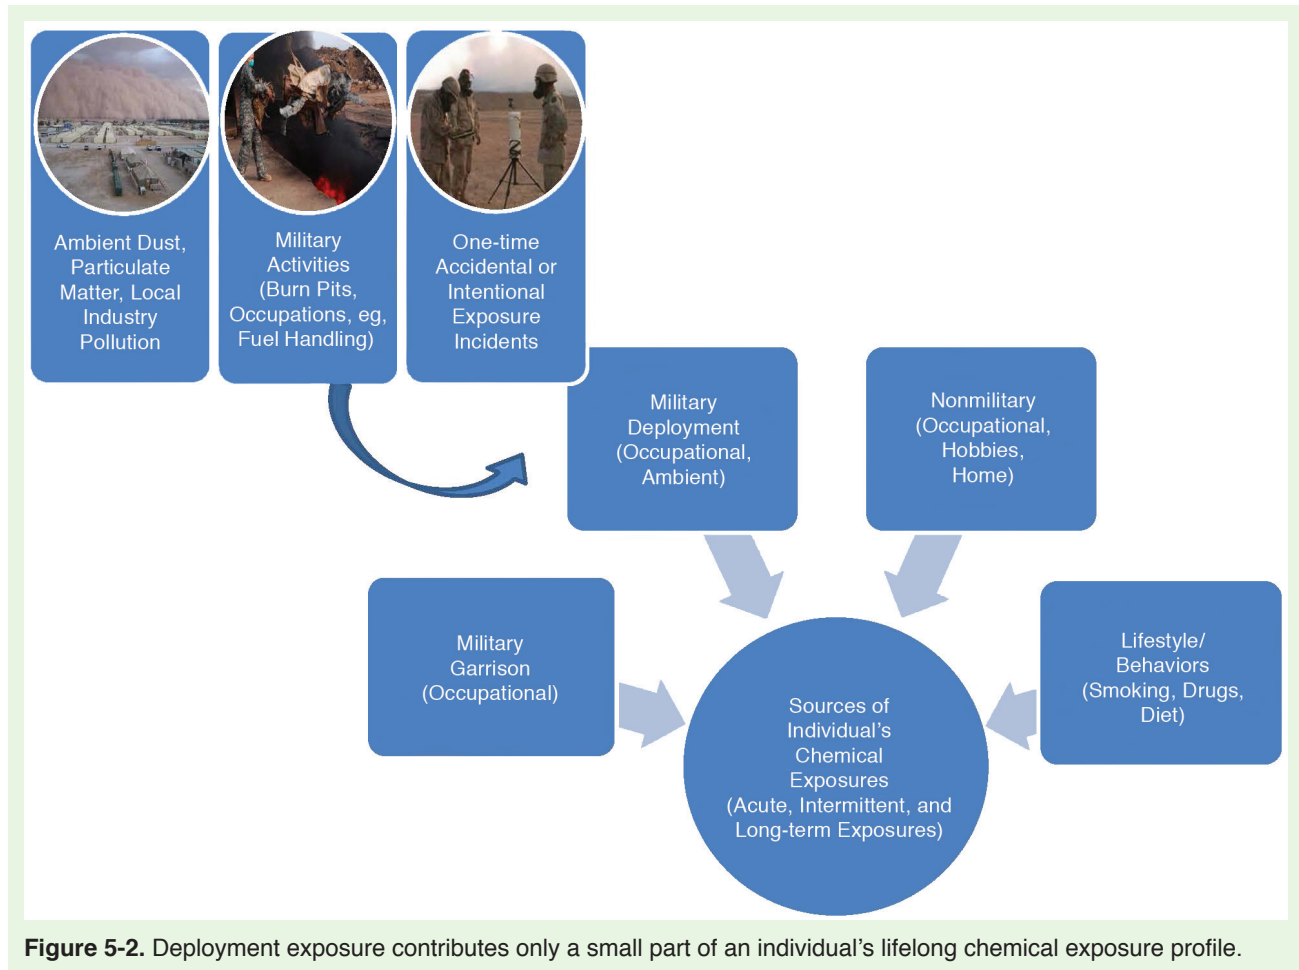 Ambient Dust,
Particulate
Matter, Local
Industry
Pollution
Military
Activities
(Burn Pits,
Occupations, eg,
Fuel Handling)
One-time
Accidental or
Intentional
Exposure
Incidents
Military
Deployment
(Occupational,
Ambient)
Nonmilitary
(Occupational,
Hobbies,
Home)
Military
Garrison
(Occupational)
Lifestyle/
Behaviors
(Smoking, Drugs,
Diet)
Sources of
Individual’s
Chemical
Exposures
(Acute, Intermittent, and
Long-term Exposures)
Figure 5-2. Deployment exposure contributes only a small part of an individual’s lifelong chemical exposure profile.